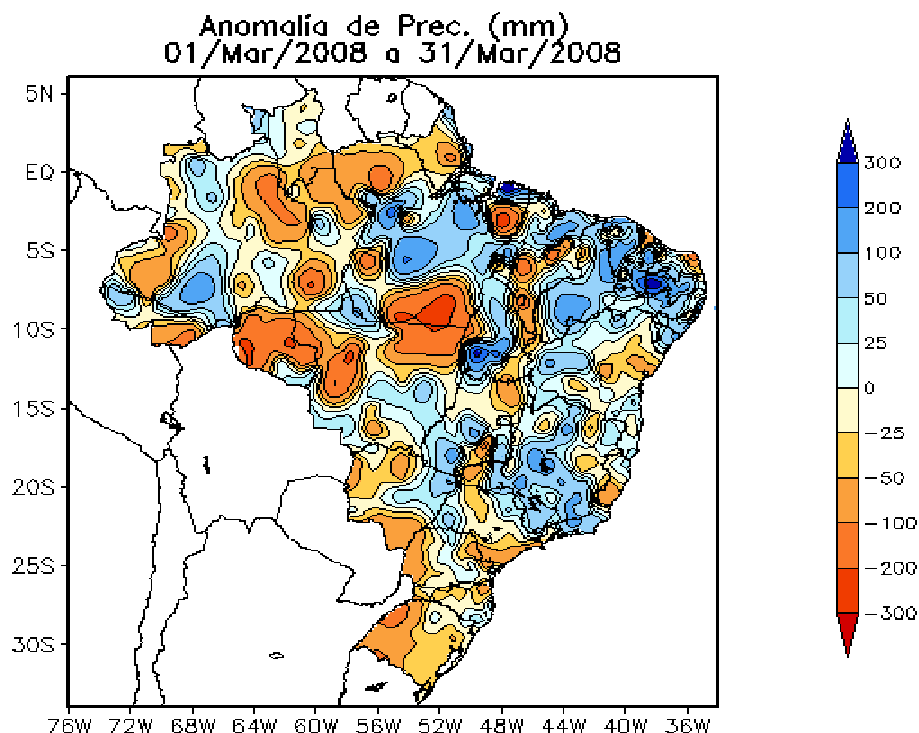 Anomalia de Prec. (mm)
01/Mar/2008 a 31/Mar/2008
5N
EQ
5S
10S
15S
20S
25S
30S
76W 72W 68W 64W 60W 56W 52W 48W 44W 40W 36W
300
200
100
50
25
0
-25
-50
-100
-200
-300